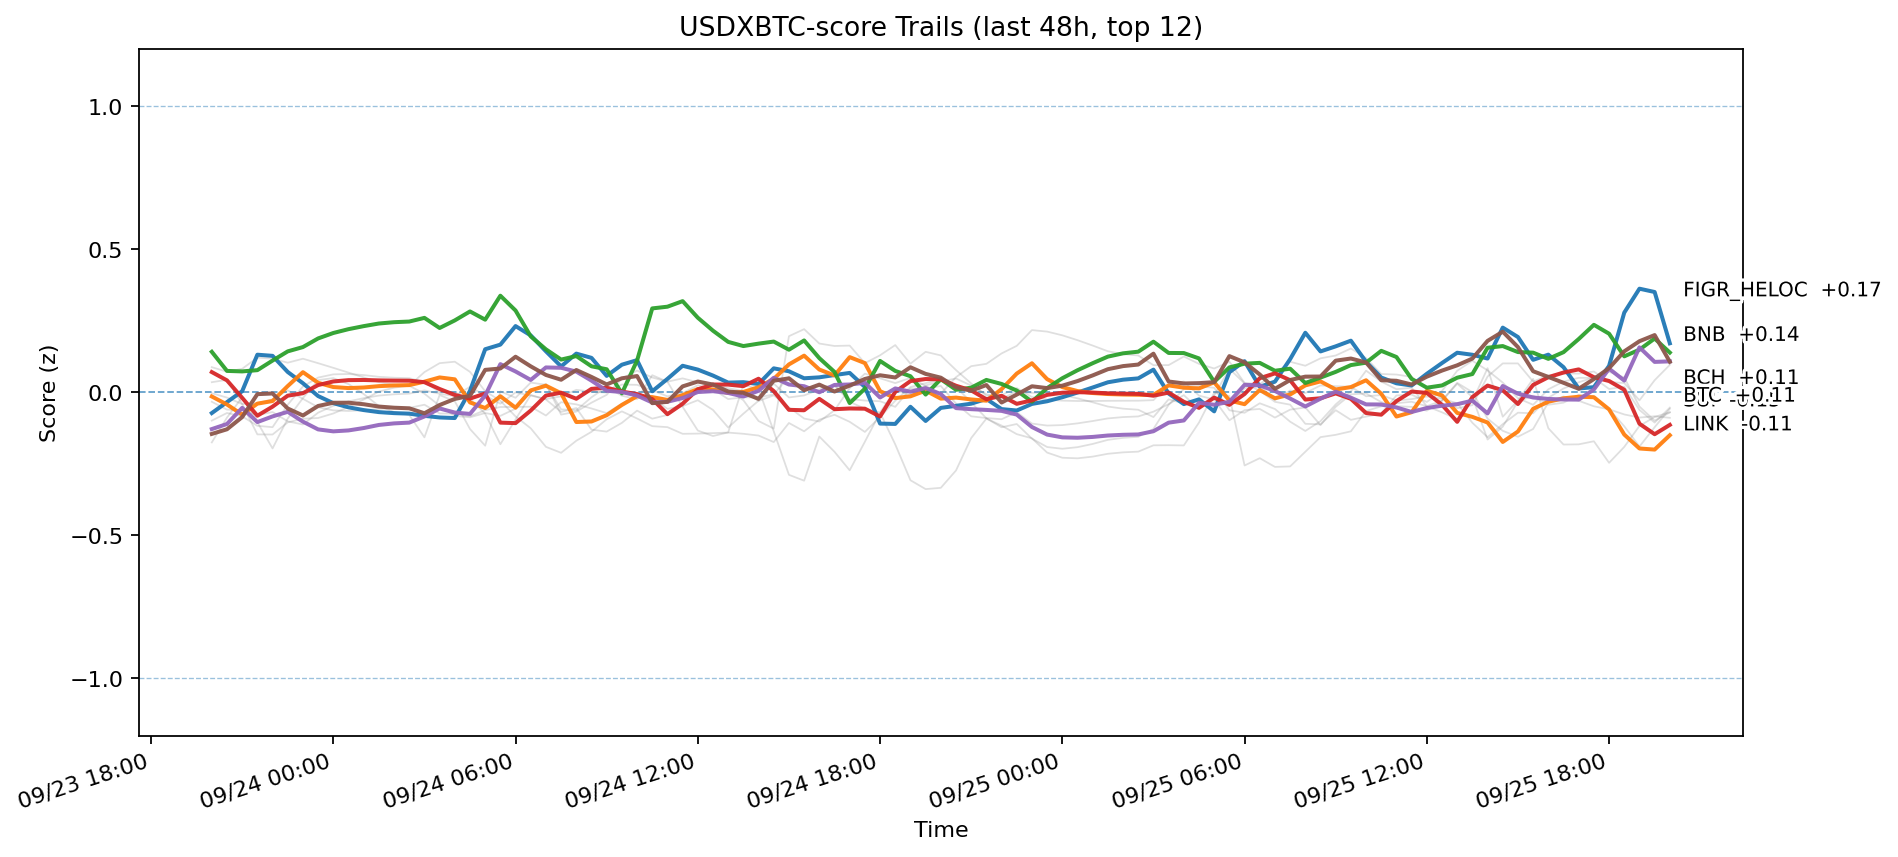 USDXBTC-score Trails (last 48h, top 12)
Score (z)
1.0
0.5
0.0
−0.5
−1.0
FIGR_HELOC +0.17
BNB +0.14
BCH +0.11
BTC +0.11
LINK -0.11
09/23 18:00
09/24 00:00
09/24 06:00
09/24 12:00
09/24 18:00
09/25 00:00
09/25 06:00
09/25 12:00
09/25 18:00
Time